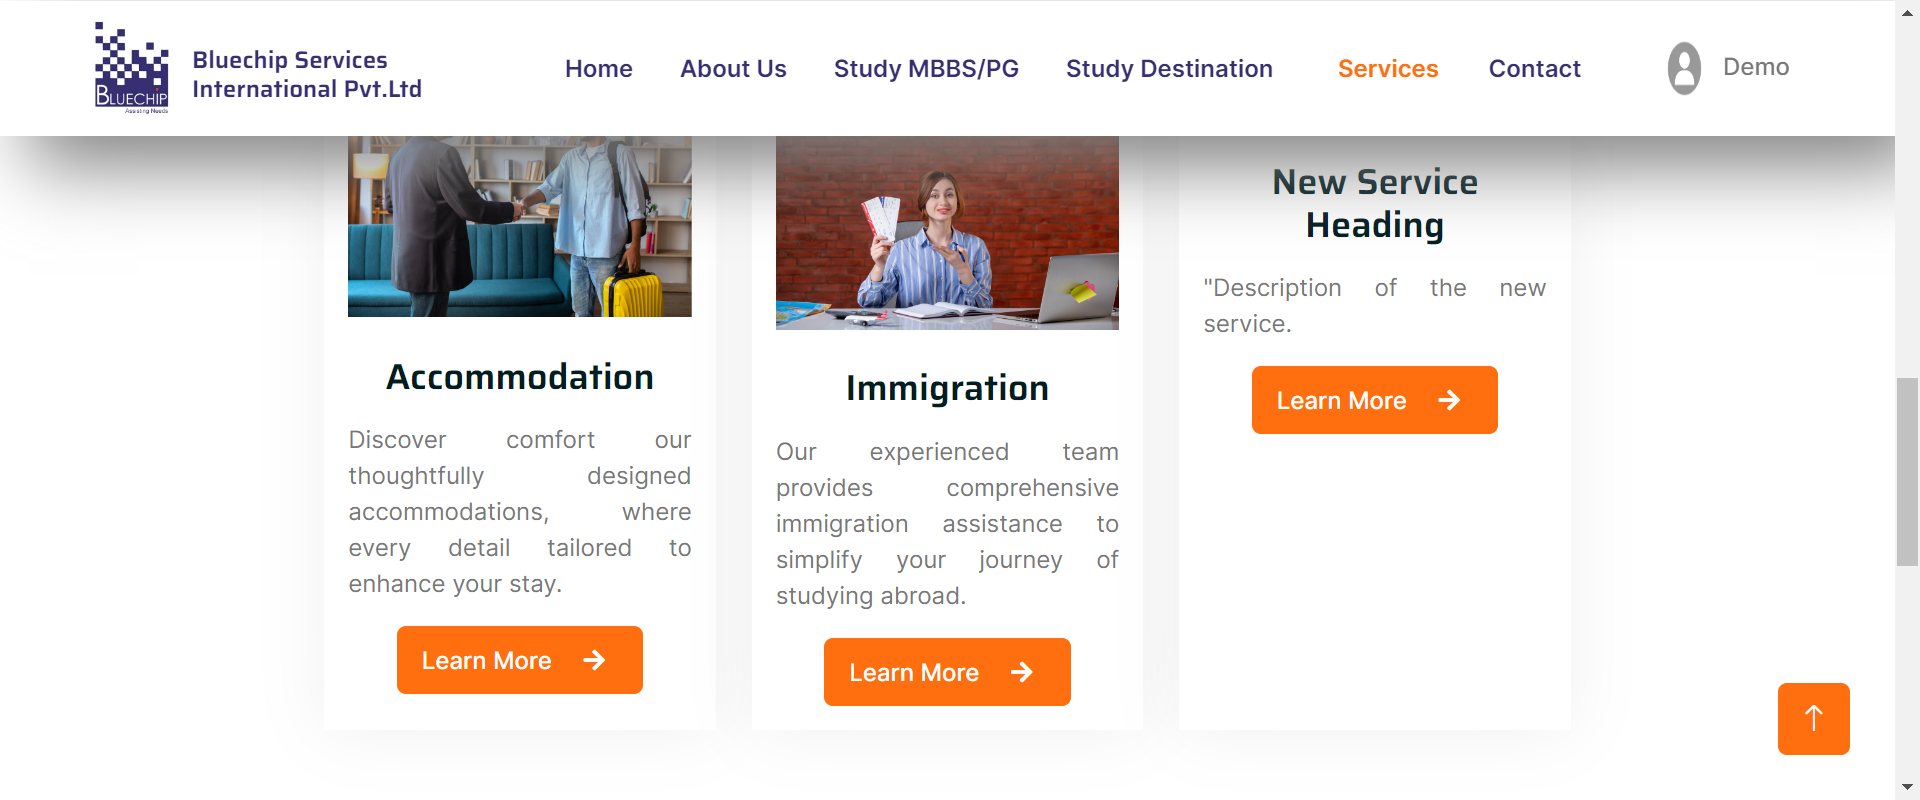 BLUECHIP
Assisting Needs
Bluechip Services
International Pvt.Ltd
Home
About Us
Study MBBS/PG
Study Destination
Services
Contact
Demo
Accommodation
Discover comfort our
thoughtfully designed
accommodations, where
every detail tailored to
enhance your stay.
Learn More
Immigration
Our experienced team
provides comprehensive
immigration assistance to
simplify your journey of
studying abroad.
Learn More
New Service
Heading
"Description of the new
service.
Learn More